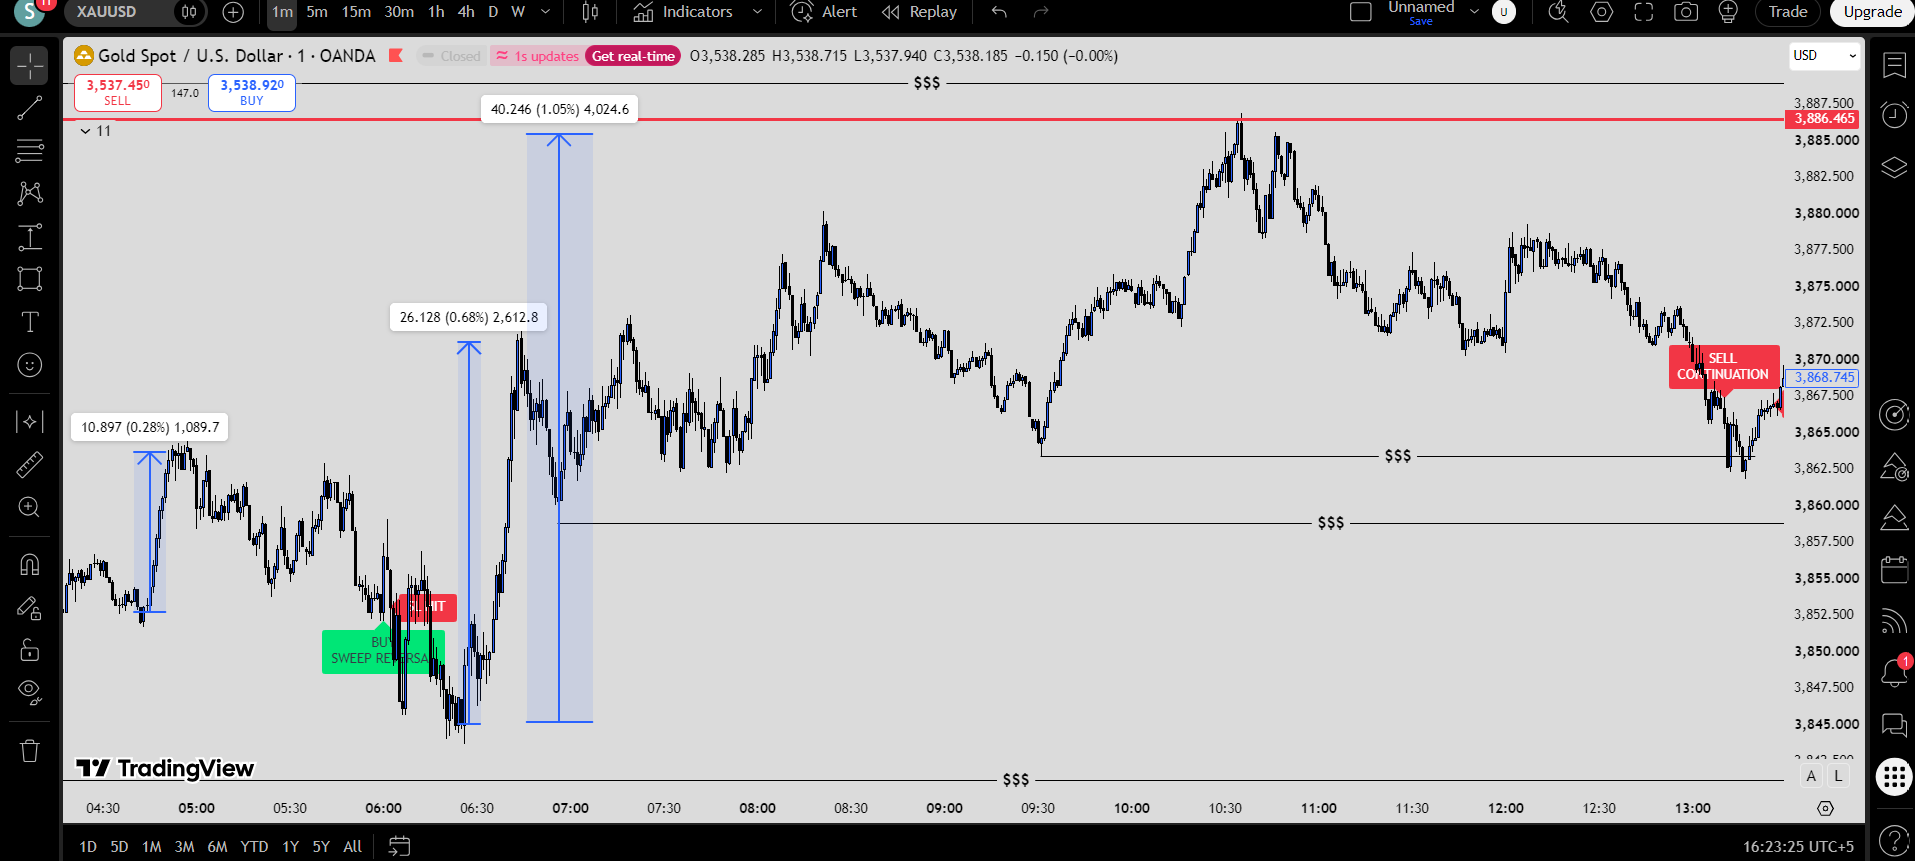 S
11
XAUUSD
1m 5m 15m 30m 1h 4h D W
Indicators
Alert
Replay
Unnamed
Save
U
Trade
Upgrade
Gold Spot / U.S. Dollar · 1 · OANDA
Closed
1s updates
Get real-time
O3,538.285 H3,538.715 L3,537.940 C3,538.185 −0.150 (−0.00%)
USD
3,537.450
SELL
147.0
3,538.920
BUY
11
$$$
40.246 (1.05%) 4,024.6
26.128 (0.68%) 2,612.8
10.897 (0.28%) 1,089.7
SELL
CONTINUATION
$$$
$$$
BUY
SWEEP REVERSA
$$$
TradingView
3,887.500
3,886.465
3,885.000
3,882.500
3,880.000
3,877.500
3,875.000
3,872.500
3,870.000
3,868.745
3,867.500
3,865.000
3,862.500
3,860.000
3,857.500
3,855.000
3,852.500
3,850.000
3,847.500
3,845.000
A L
04:30 05:00 05:30 06:00 06:30 07:00 07:30 08:00 08:30 09:00 09:30 10:00 10:30 11:00 11:30 12:00 12:30 13:00
1D 5D 1M 3M 6M YTD 1Y 5Y All
16:23:25 UTC+5
1